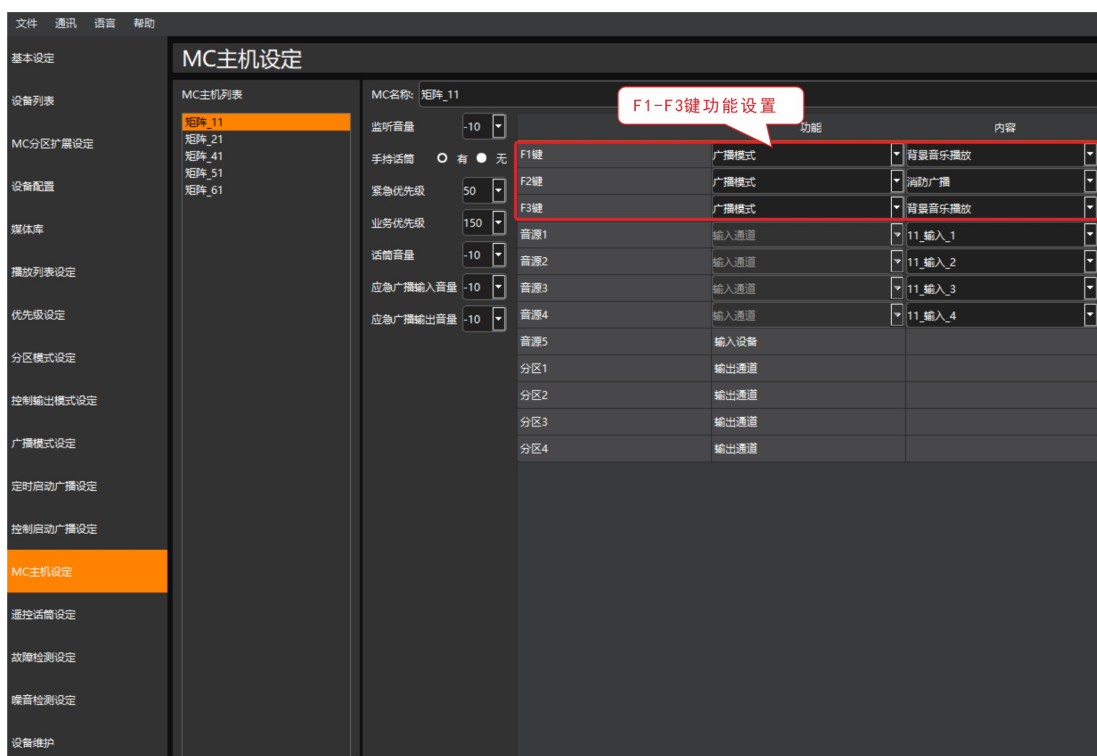 文件 通讯 语言 帮助
基本设定
设备列表
MC分区扩展设定
设备配置
媒体库
播放列表设定
优先级设定
分区模式设定
控制输出模式设定
广播模式设定
定时启动广播设定
控制启动广播设定
MC主机设定
遥控话筒设定
故障检测设定
噪音检测设定
设备维护
MC主机设定
MC主机列表
矩阵_11
矩阵_21
矩阵_41
矩阵_51
矩阵_61
MC名称: 矩阵_11
监听音量 -10
手持话筒 有 无
紧急优先级 50
业务优先级 150
话筒音量 -10
应急广播输入音量 -10
应急广播输出音量 -10
F1-F3键功能设置
功能 内容
F1键 广播模式 背景音乐播放
F2键 广播模式 消防广播
F3键 广播模式 背景音乐播放
音源1 输入通道 11_输入_1
音源2 输入通道 11_输入_2
音源3 输入通道 11_输入_3
音源4 输入通道 11_输入_4
音源5 输入设备
分区1 输出通道
分区2 输出通道
分区3 输出通道
分区4 输出通道